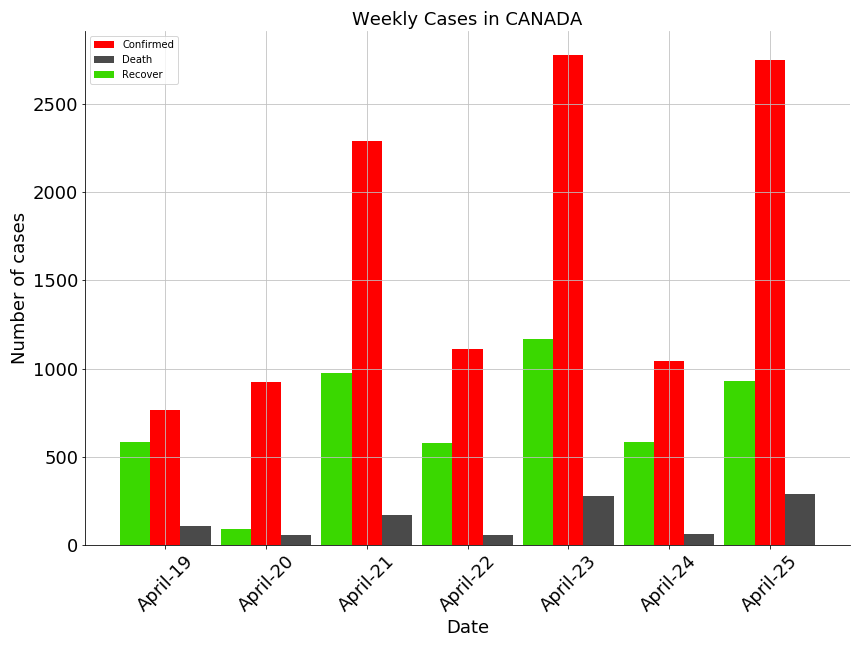 Weekly Cases in CANADA
Confirmed
Death
Recover
Number of cases
2500
2000
1500
1000
500
0
April-19
April-20
April-21
April-22
April-23
April-24
April-25
Date